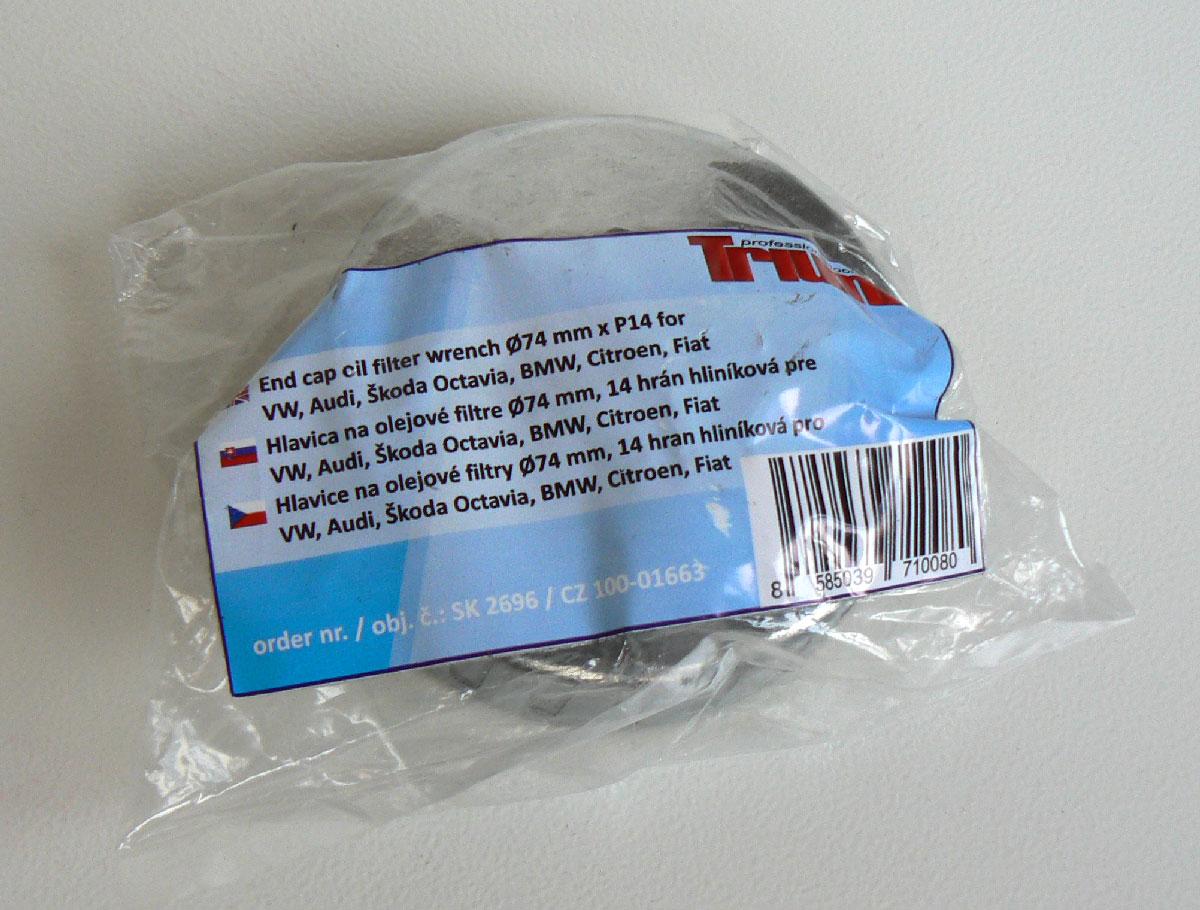 End cap oil filter wrench Ø74 mm x P14 for
VW, Audi, Škoda Octavia, BMW, Citroen, Fiat
Hlavica na olejové filtre Ø74 mm, 14 hrán hliníková pre
VW, Audi, Škoda Octavia, BMW, Citroen, Fiat
Hlavice na olejové filtry Ø74 mm, 14 hran hliníková pro
VW, Audi, Škoda Octavia, BMW, Citroen, Fiat
order nr. / obj. č.: SK 2696 / CZ 100-01663
8 585039 710080